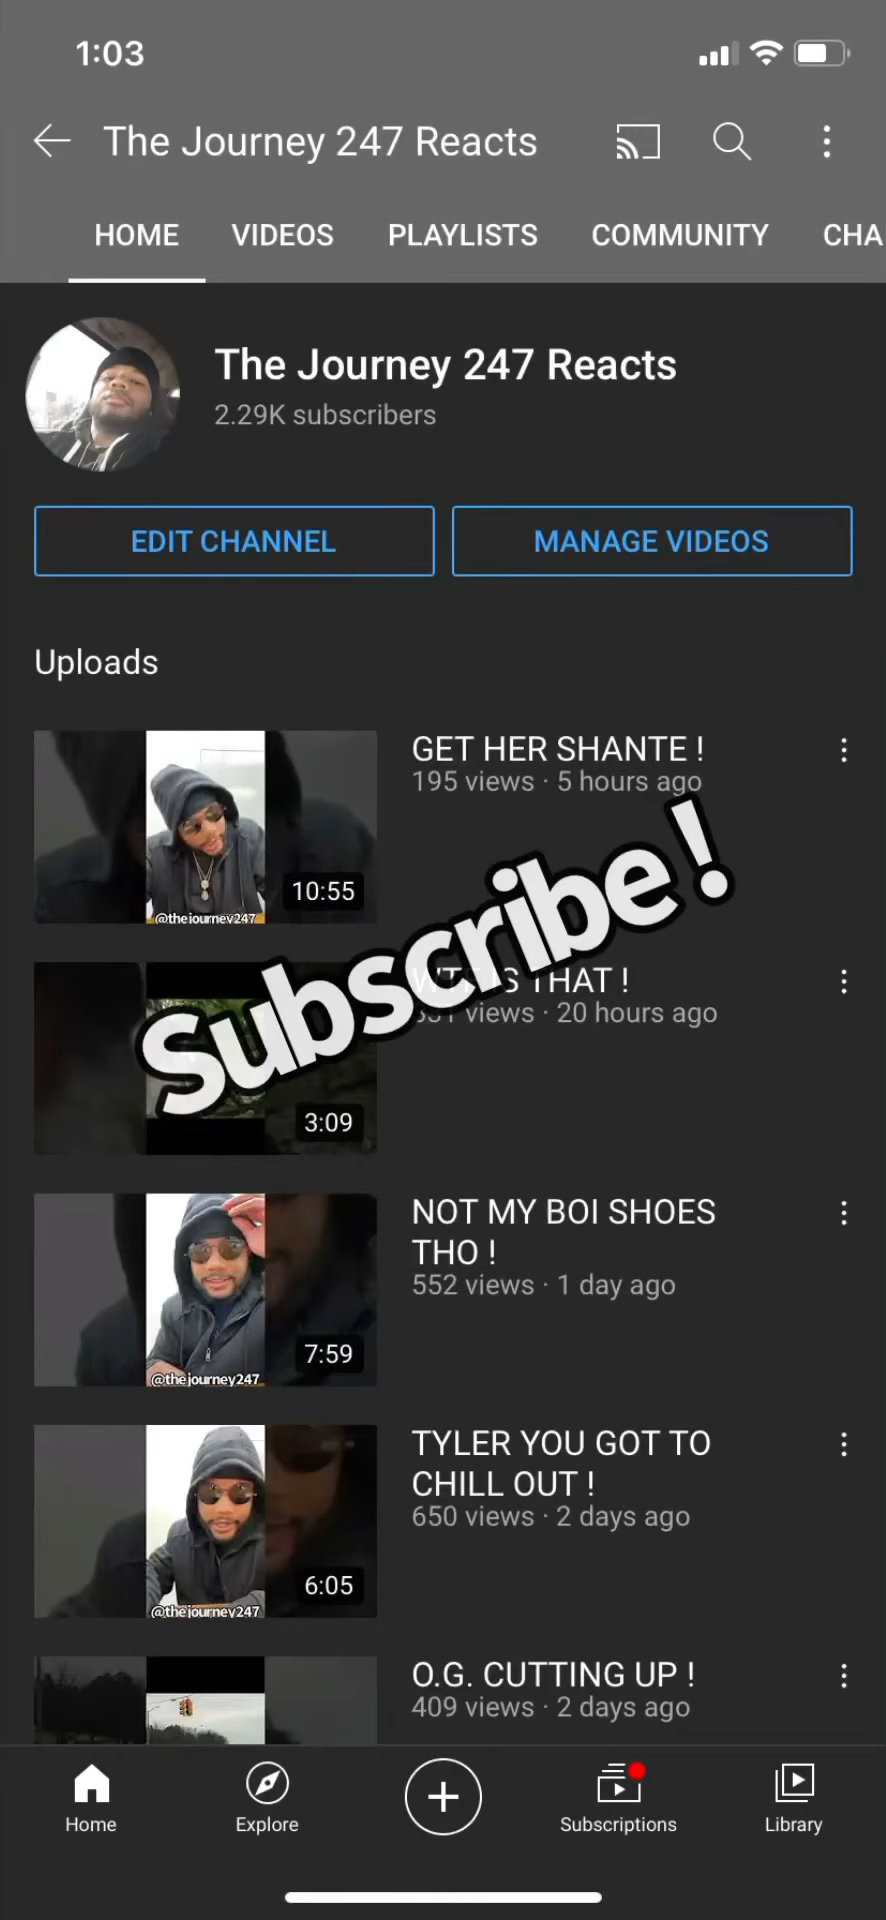 1:03
The Journey 247 Reacts
HOME VIDEOS PLAYLISTS COMMUNITY CHA
The Journey 247 Reacts
2.29K subscribers
EDIT CHANNEL MANAGE VIDEOS
Uploads
GET HER SHANTE !
195 views · 5 hours ago
10:55
@thejourney247
Subscribe!
IS THAT !
views · 20 hours ago
3:09
NOT MY BOI SHOES
THO !
552 views · 1 day ago
7:59
@thejourney247
TYLER YOU GOT TO
CHILL OUT !
650 views · 2 days ago
6:05
@thejourney247
O.G. CUTTING UP !
409 views · 2 days ago
Home Explore Subscriptions Library